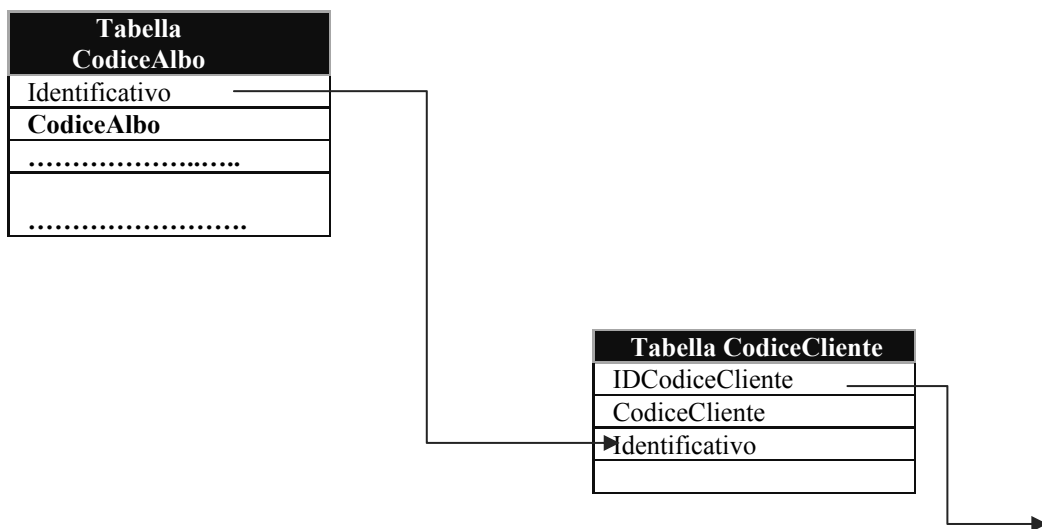 Tabella
CodiceAlbo
Identificativo
CodiceAlbo
………………..…..
…………………….
Tabella CodiceCliente
IDCodiceCliente
CodiceCliente
Identificativo